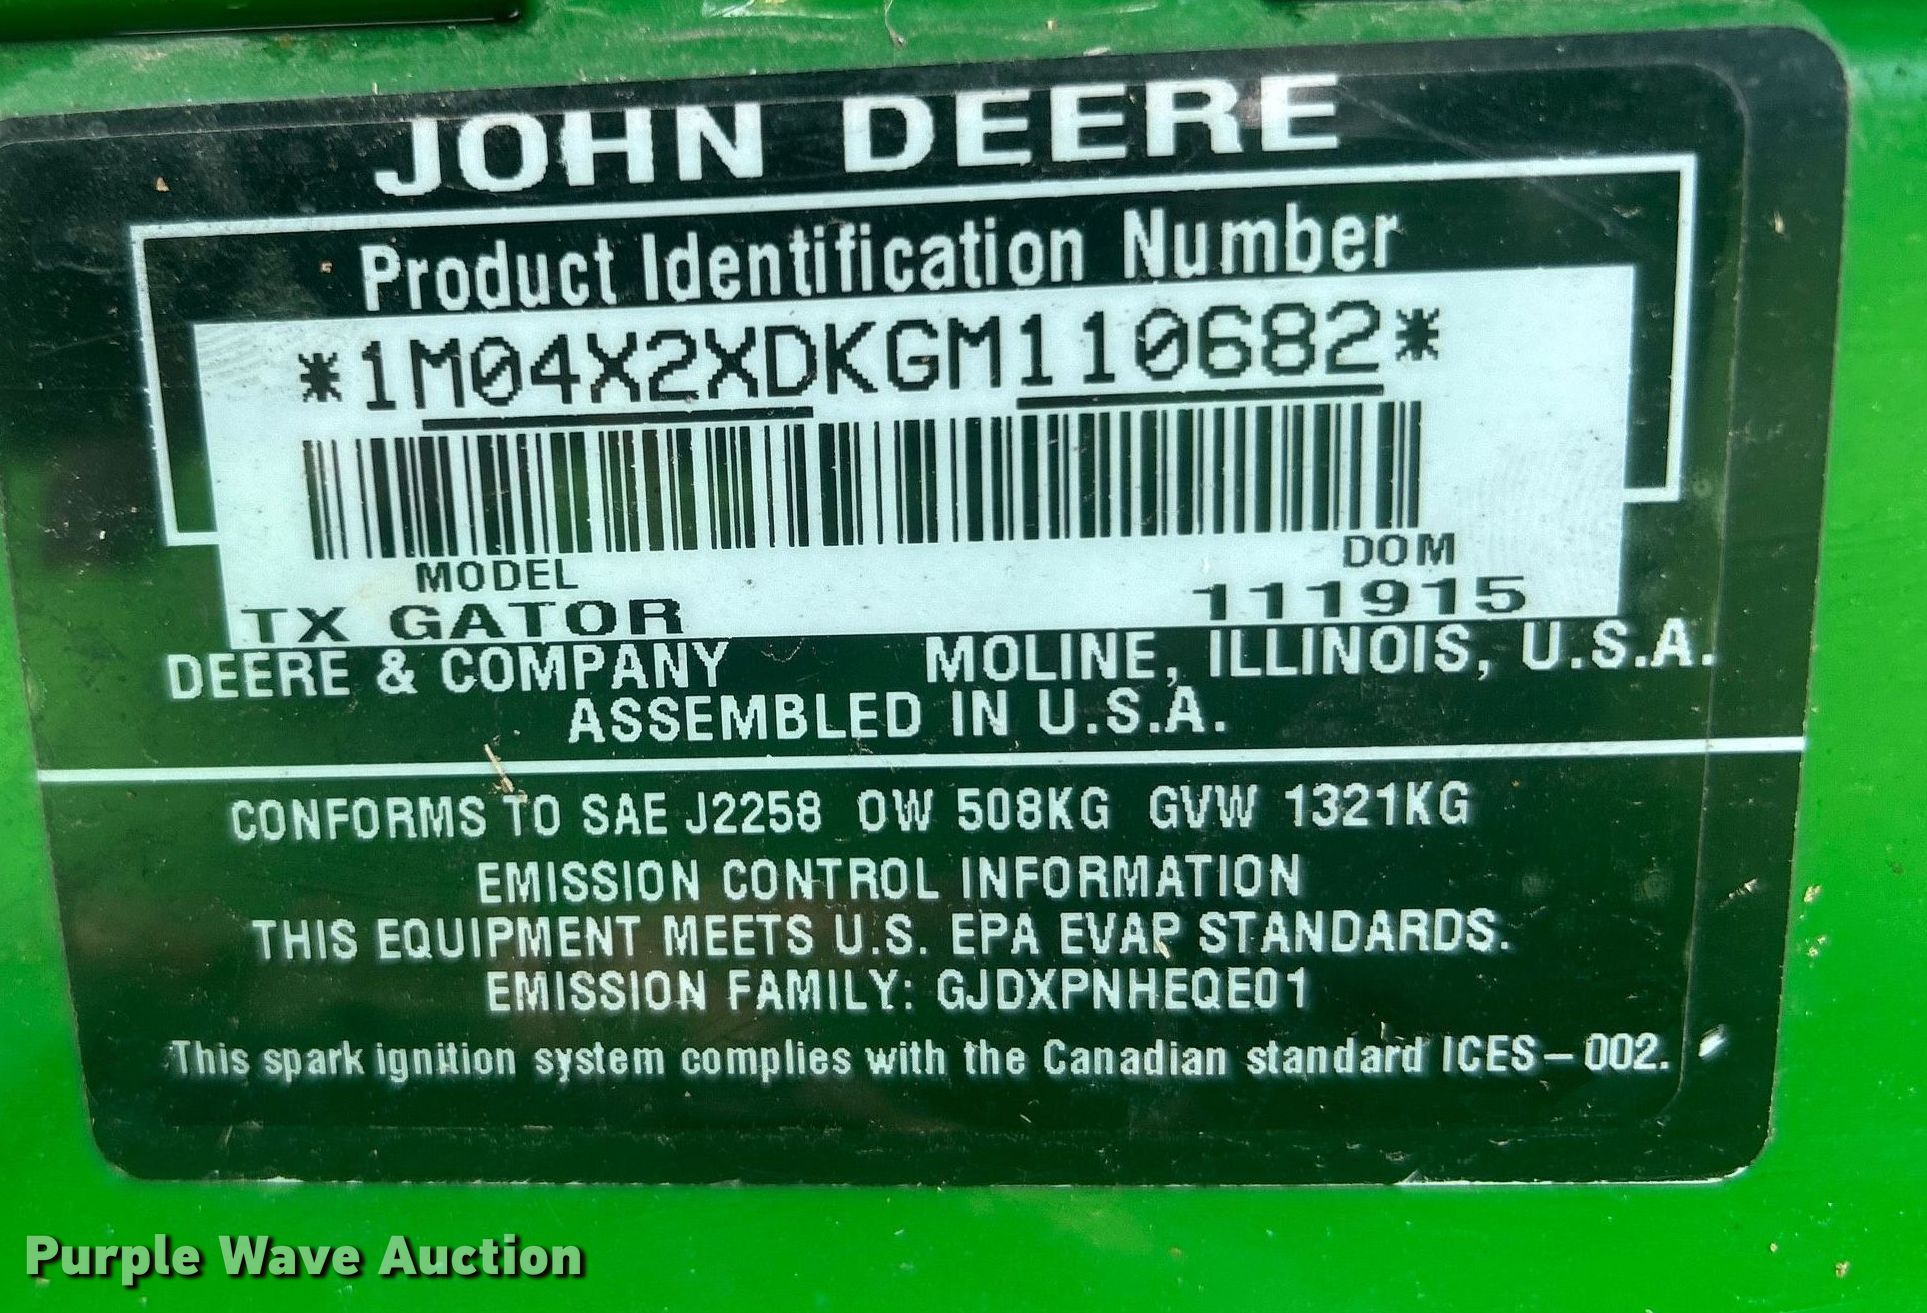 JOHN DEERE
Product Identification Number
*1M04X2XDKGM110682*
MODEL DOM
TX GATOR 111915
DEERE & COMPANY MOLINE, ILLINOIS, U.S.A.
ASSEMBLED IN U.S.A.
CONFORMS TO SAE J2258 OW 508KG GVW 1321KG
EMISSION CONTROL INFORMATION
THIS EQUIPMENT MEETS U.S. EPA EVAP STANDARDS.
EMISSION FAMILY: GJDXPNHEQE01
This spark ignition system complies with the Canadian standard ICES-002.
Purple Wave Auction